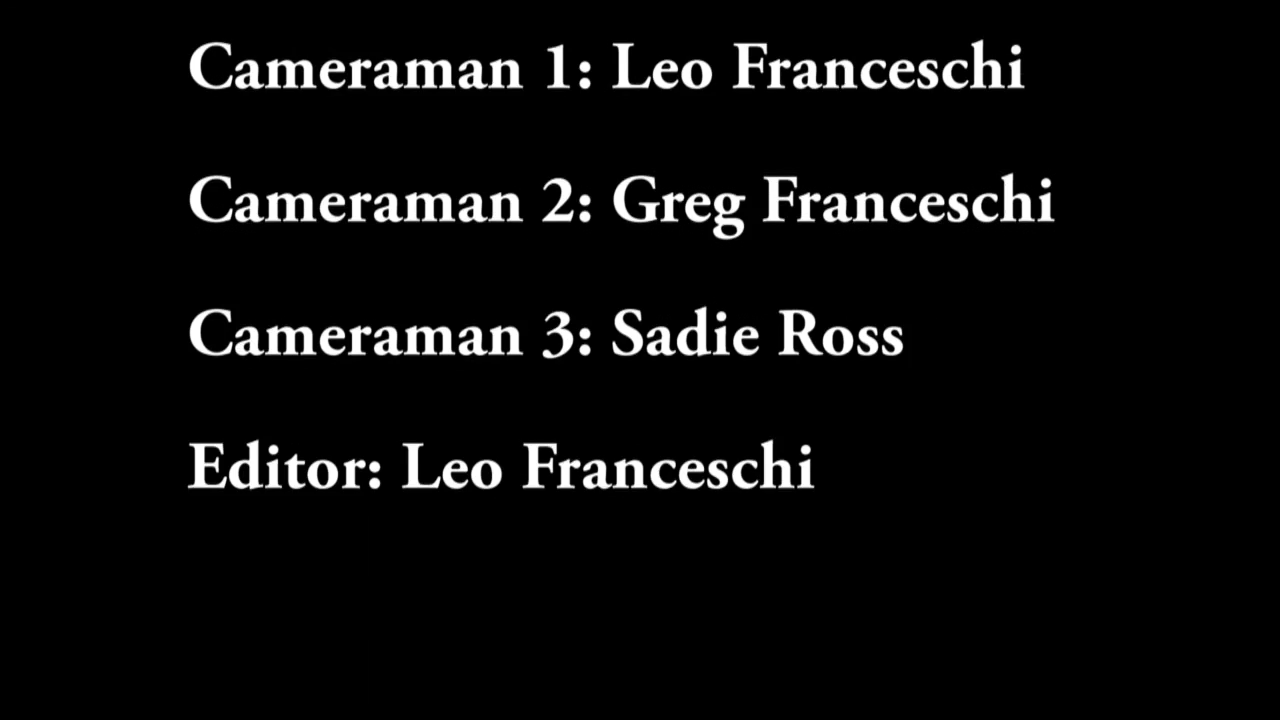 Cameraman 1: Leo Franceschi
Cameraman 2: Greg Franceschi
Cameraman 3: Sadie Ross
Editor: Leo Franceschi